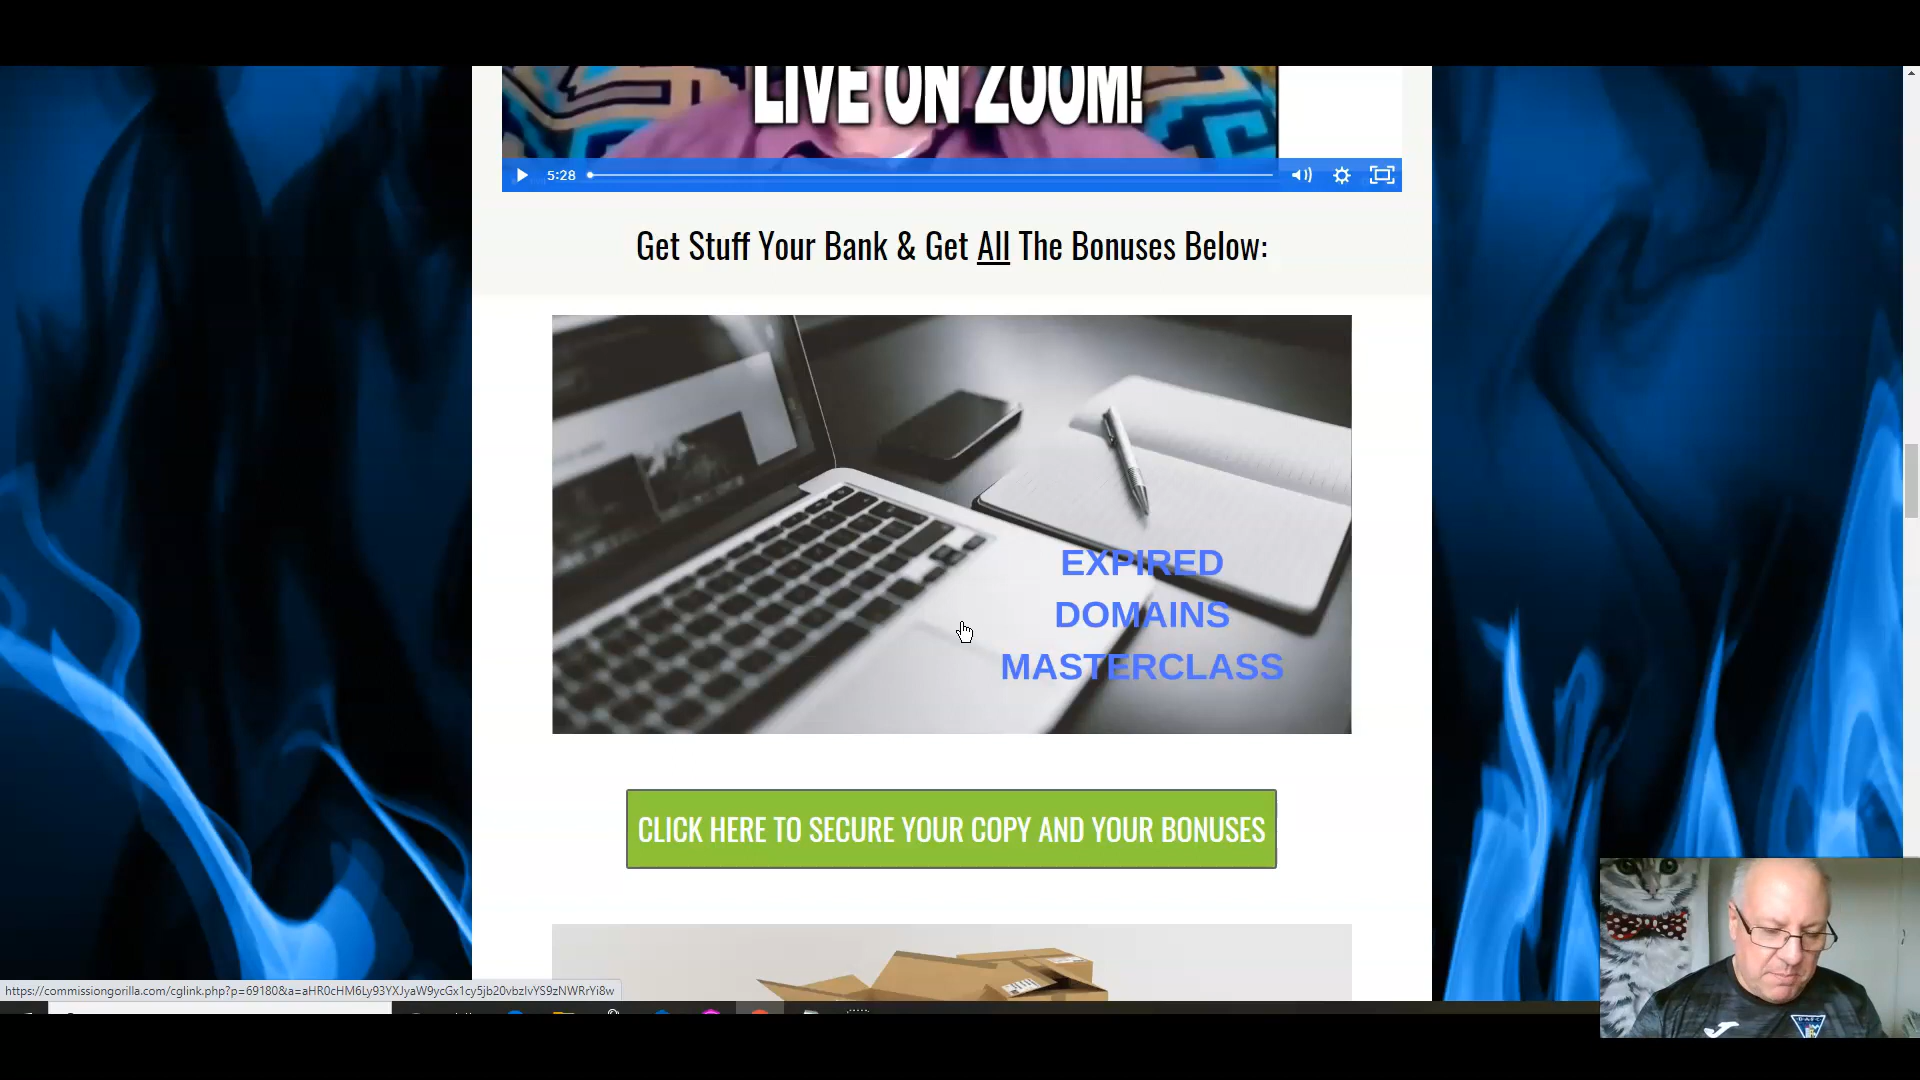 LIVE ON ZOOM!
5:28
Get Stuff Your Bank & Get All The Bonuses Below:
EXPIRED
DOMAINS
MASTERCLASS
CLICK HERE TO SECURE YOUR COPY AND YOUR BONUSES